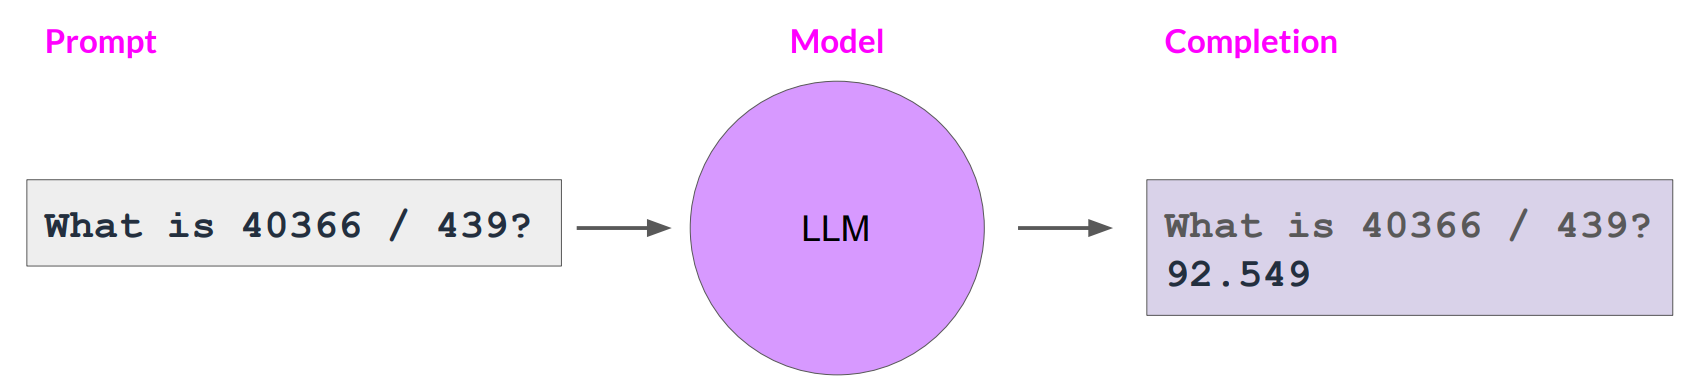 Prompt
Model
Completion
What is 40366 / 439?
LLM
What is 40366 / 439?
92.549